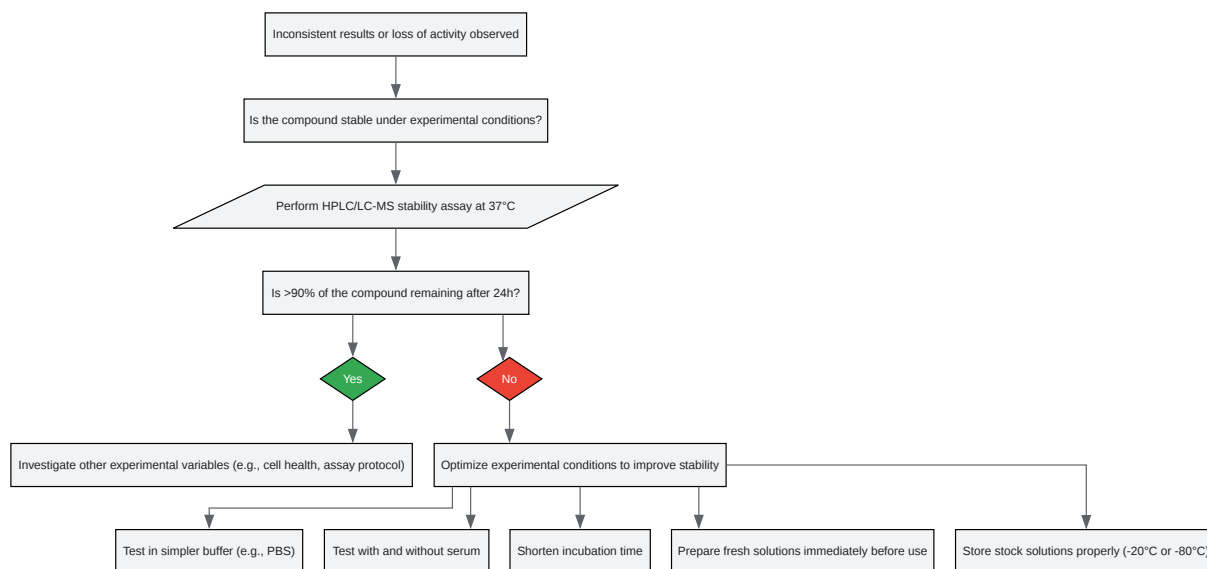 Inconsistent results or loss of activity observed
Is the compound stable under experimental conditions?
Perform HPLC/LC-MS stability assay at 37°C
Is >90% of the compound remaining after 24h?
Yes
No
Investigate other experimental variables (e.g., cell health, assay protocol)
Optimize experimental conditions to improve stability
Test in simpler buffer (e.g., PBS)
Test with and without serum
Shorten incubation time
Prepare fresh solutions immediately before use
Store stock solutions properly (-20°C or -80°C)